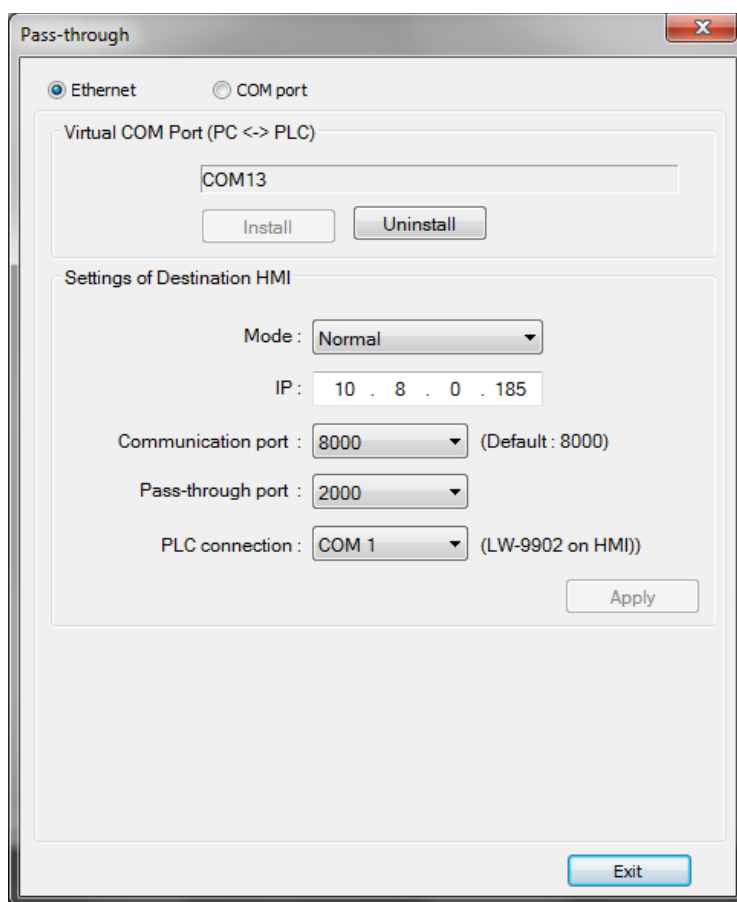 Pass-through
Ethernet COM port
Virtual COM Port (PC <-> PLC)
COM13
Install Uninstall
Settings of Destination HMI
Mode : Normal
IP : 10 . 8 . 0 . 185
Communication port : 8000 (Default : 8000)
Pass-through port : 2000
PLC connection : COM 1 (LW-9902 on HMI))
Apply
Exit